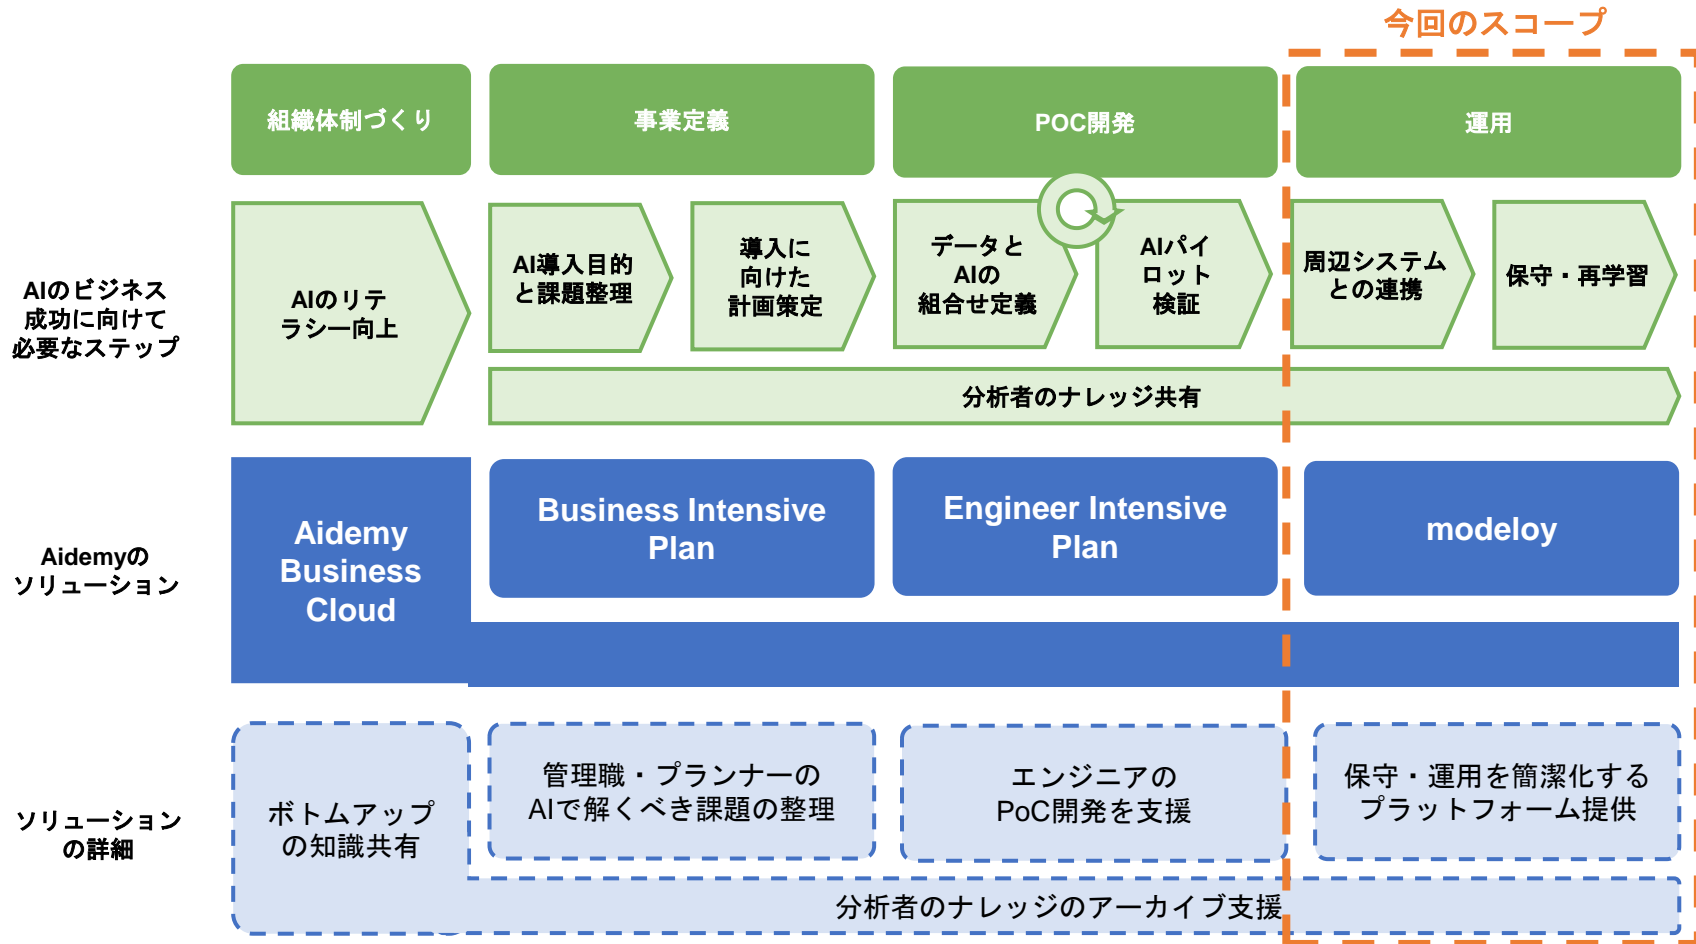 今回のスコープ
組織体制づくり
事業定義
POC開発
運用
AIのビジネス
成功に向けて
必要なステップ
AIのリテ
ラシー向上
AI導入目的
と課題整理
導入に
向けた
計画策定
データと
AIの
組合せ定義
AIパイ
ロット
検証
周辺システム
との連携
保守・再学習
分析者のナレッジ共有
Aidemyの
ソリューション
Aidemy
Business
Cloud
Business Intensive
Plan
Engineer Intensive
Plan
modeloy
ソリューション
の詳細
ボトムアップ
の知識共有
管理職・プランナーの
AIで解くべき課題の整理
エンジニアの
PoC開発を支援
保守・運用を簡潔化する
プラットフォーム提供
分析者のナレッジのアーカイブ支援